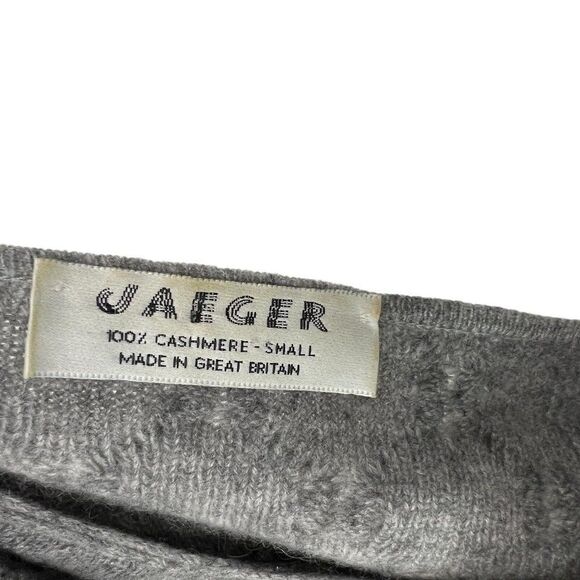 JAEGER
100% CASHMERE - SMALL
MADE IN GREAT BRITAIN